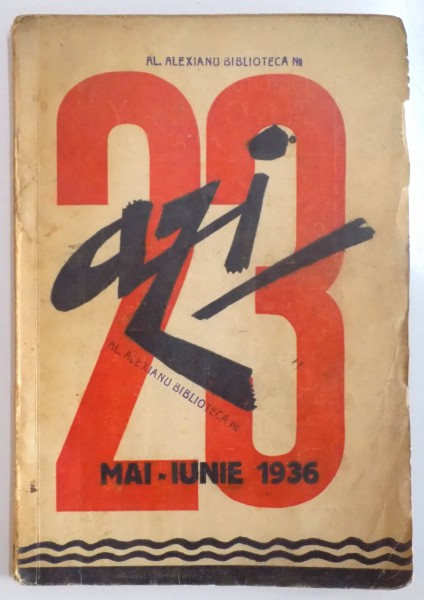 AL. ALEXIANU BIBLIOTECA No
23
azi
AL. ALEXIANU BIBLIOTECA No
MAI-IUNIE 1936